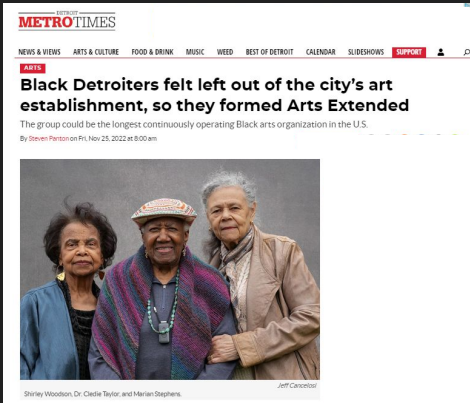 DETROIT
METROTIMES
NEWS & VIEWS ARTS & CULTURE FOOD & DRINK MUSIC WEED BEST OF DETROIT CALENDAR SLIDESHOWS SUPPORT
ARTS
Black Detroiters felt left out of the city's art
establishment, so they formed Arts Extended
The group could be the longest continuously operating Black arts organization in the U.S.
By Steven Panton on Fri, Nov 25, 2022 at 8:00 am
Jeff Cancelosi
Shirley Woodson, Dr. Cledie Taylor, and Marian Stephens.